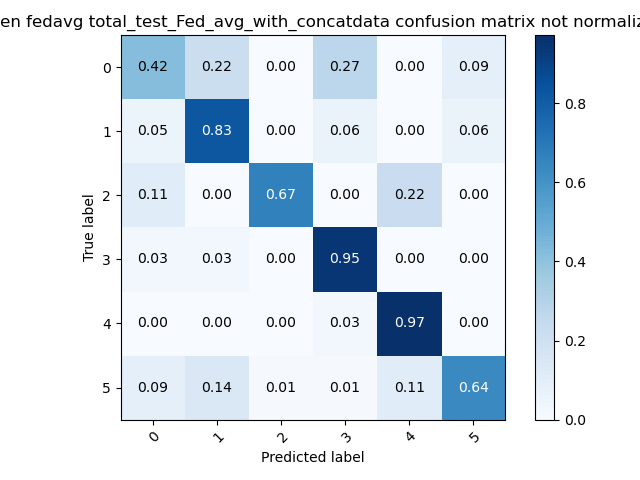 en fedavg total_test_Fed_avg_with_concatdata confusion matrix not normaliz
0 0.42 0.22 0.00 0.27 0.00 0.09
1 0.05 0.83 0.00 0.06 0.00 0.06
2 0.11 0.00 0.67 0.00 0.22 0.00
3 0.03 0.03 0.00 0.95 0.00 0.00
4 0.00 0.00 0.00 0.03 0.97 0.00
5 0.09 0.14 0.01 0.01 0.11 0.64
0 1 2 3 4 5
True label
Predicted label
0.8
0.6
0.4
0.2
0.0